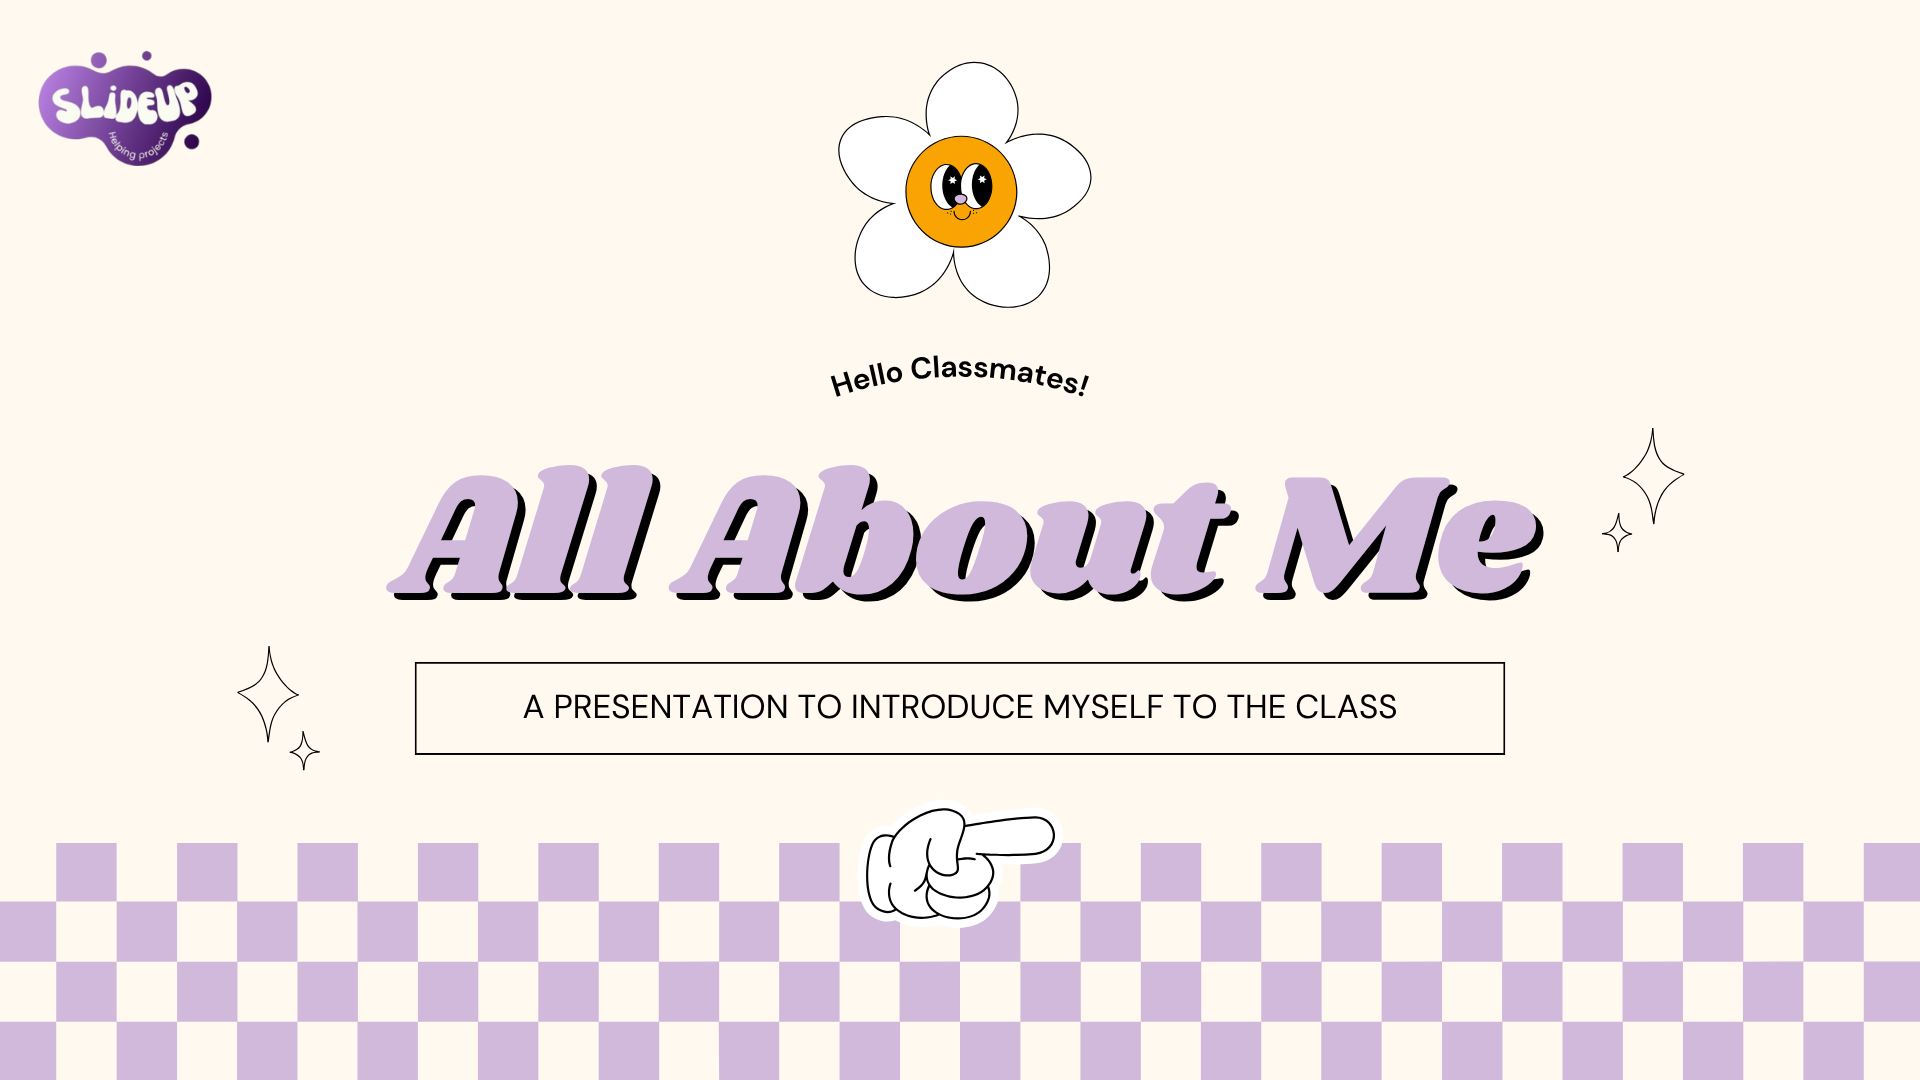 SLiDEUP
Helping projects
Hello Classmates!
All About Me
A PRESENTATION TO INTRODUCE MYSELF TO THE CLASS